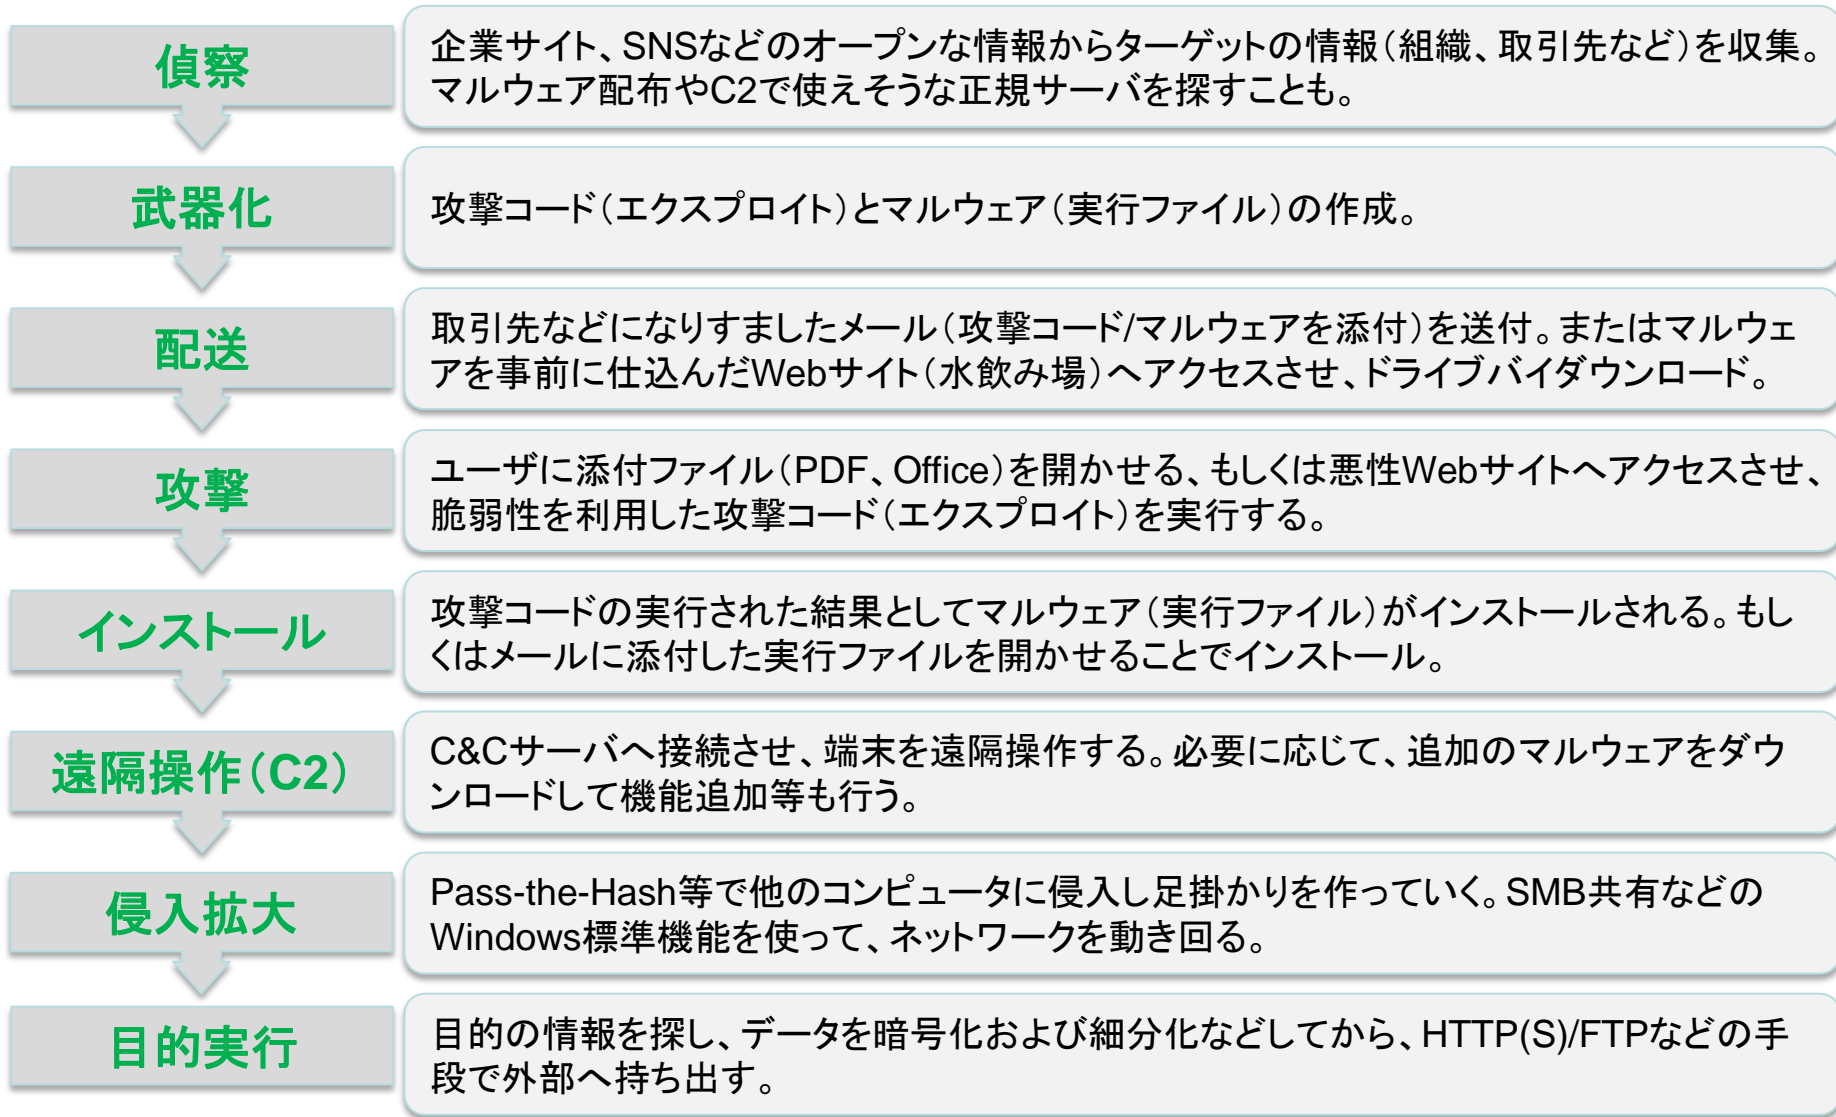 偵察
企業サイト、SNSなどのオープンな情報からターゲットの情報（組織、取引先など）を収集。
マルウェア配布やC2で使えそうな正規サーバを探すことも。
武器化
攻撃コード（エクスプロイト）とマルウェア（実行ファイル）の作成。
配送
取引先などになりすましたメール（攻撃コード/マルウェアを添付）を送付。またはマルウェ
アを事前に仕込んだWebサイト（水飲み場）へアクセスさせ、ドライブバイダウンロード。
攻撃
ユーザに添付ファイル（PDF、Office）を開かせる、もしくは悪性Webサイトへアクセスさせ、
脆弱性を利用した攻撃コード（エクスプロイト）を実行する。
インストール
攻撃コードの実行された結果としてマルウェア（実行ファイル）がインストールされる。もし
くはメールに添付した実行ファイルを開かせることでインストール。
遠隔操作（C2）
C&Cサーバへ接続させ、端末を遠隔操作する。必要に応じて、追加のマルウェアをダウ
ンロードして機能追加等も行う。
侵入拡大
Pass-the-Hash等で他のコンピュータに侵入し足掛かりを作っていく。SMB共有などの
Windows標準機能を使って、ネットワークを動き回る。
目的実行
目的の情報を探し、データを暗号化および細分化などしてから、HTTP(S)/FTPなどの手
段で外部へ持ち出す。